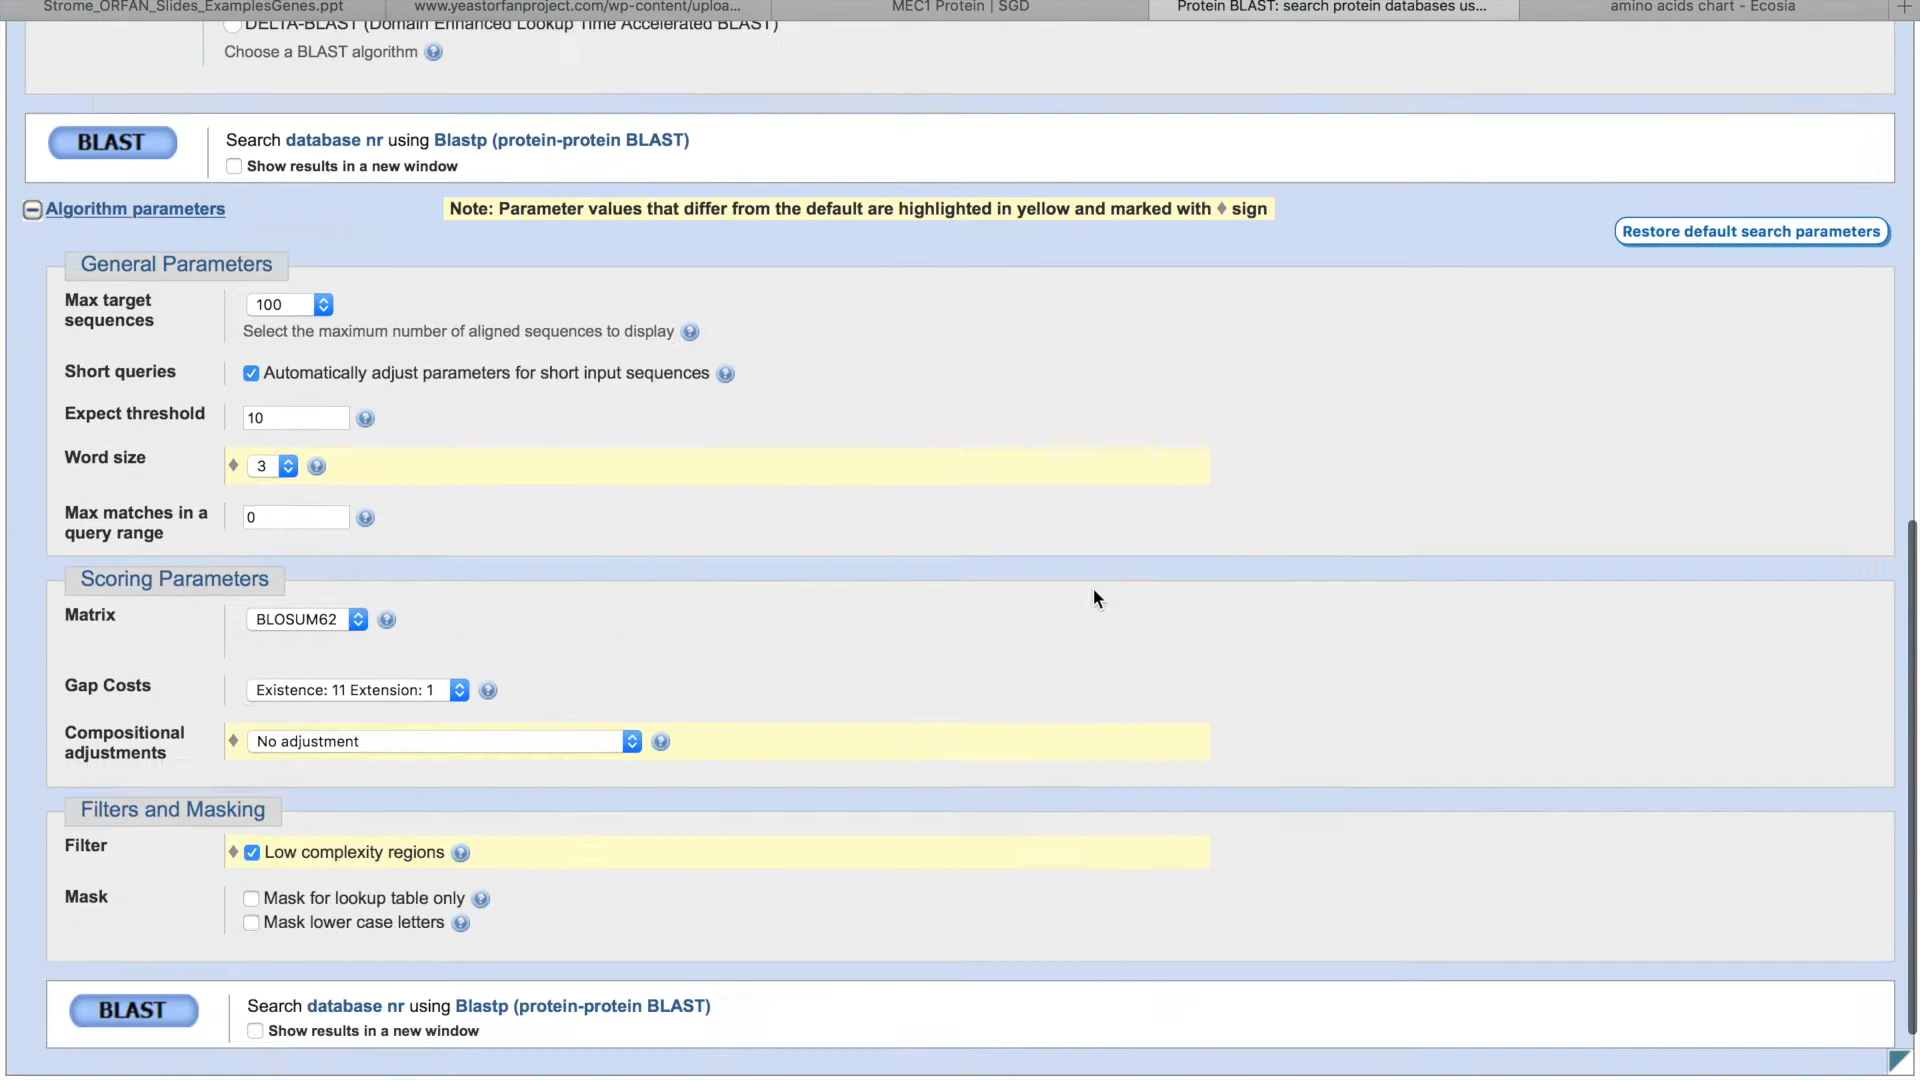 Strome_ORFAN_Slides_ExamplesGenes.ppt
www.yeastorfanproject.com/wp-content/uploa...
MEC1 Protein | SGD
Protein BLAST: search protein databases us...
amino acids chart - Ecosia
DELTA-BLAST (Domain Enhanced Lookup Time Accelerated BLAST)
Choose a BLAST algorithm
BLAST
Search database nr using Blastp (protein-protein BLAST)
Show results in a new window
Algorithm parameters
Note: Parameter values that differ from the default are highlighted in yellow and marked with ♦ sign
Restore default search parameters
General Parameters
Max target
sequences
100
Select the maximum number of aligned sequences to display
Short queries
Automatically adjust parameters for short input sequences
Expect threshold
10
Word size
♦ 3
Max matches in a
query range
0
Scoring Parameters
Matrix
BLOSUM62
Gap Costs
Existence: 11 Extension: 1
Compositional
adjustments
♦ No adjustment
Filters and Masking
Filter
♦ Low complexity regions
Mask
Mask for lookup table only
Mask lower case letters
BLAST
Search database nr using Blastp (protein-protein BLAST)
Show results in a new window